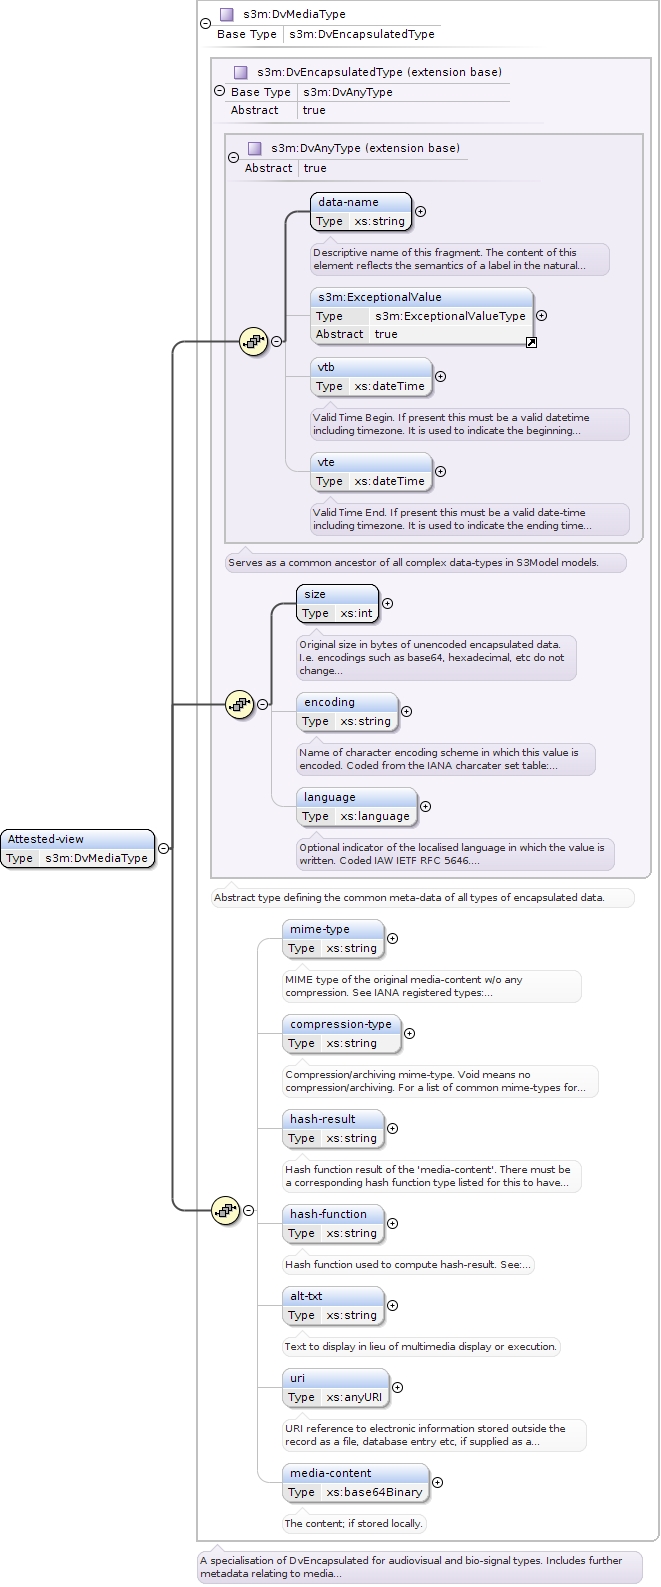 s3m:DvMediaType
Base Type s3m:DvEncapsulatedType
s3m:DvEncapsulatedType (extension base)
Base Type s3m:DvAnyType
Abstract true
s3m:DvAnyType (extension base)
Abstract true
data-name
Type xs:string
Descriptive name of this fragment. The content of this
element reflects the semantics of a label in the natural...
s3m:ExceptionalValue
Type s3m:ExceptionalValueType
Abstract true
vtb
Type xs:dateTime
Valid Time Begin. If present this must be a valid datetime
including timezone. It is used to indicate the beginning...
vte
Type xs:dateTime
Valid Time End. If present this must be a valid date-time
including timezone. It is used to indicate the ending time...
Serves as a common ancestor of all complex data-types in S3Model models.
size
Type xs:int
Original size in bytes of unencoded encapsulated data.
I.e. encodings such as base64, hexadecimal, etc do not
change...
encoding
Type xs:string
Name of character encoding scheme in which this value is
encoded. Coded from the IANA charcater set table:...
language
Type xs:language
Optional indicator of the localised language in which the value is
written. Coded IAW IETF RFC 5646....
Attested-view
Type s3m:DvMediaType
Abstract type defining the common meta-data of all types of encapsulated data.
mime-type
Type xs:string
MIME type of the original media-content w/o any
compression. See IANA registered types:...
compression-type
Type xs:string
Compression/archiving mime-type. Void means no
compression/archiving. For a list of common mime-types for...
hash-result
Type xs:string
Hash function result of the 'media-content'. There must be
a corresponding hash function type listed for this to have...
hash-function
Type xs:string
Hash function used to compute hash-result. See:...
alt-txt
Type xs:string
Text to display in lieu of multimedia display or execution.
uri
Type xs:anyURI
URI reference to electronic information stored outside the
record as a file, database entry etc, if supplied as a...
media-content
Type xs:base64Binary
The content; if stored locally.
A specialisation of DvEncapsulated for audiovisual and bio-signal types. Includes further
metadata relating to media...